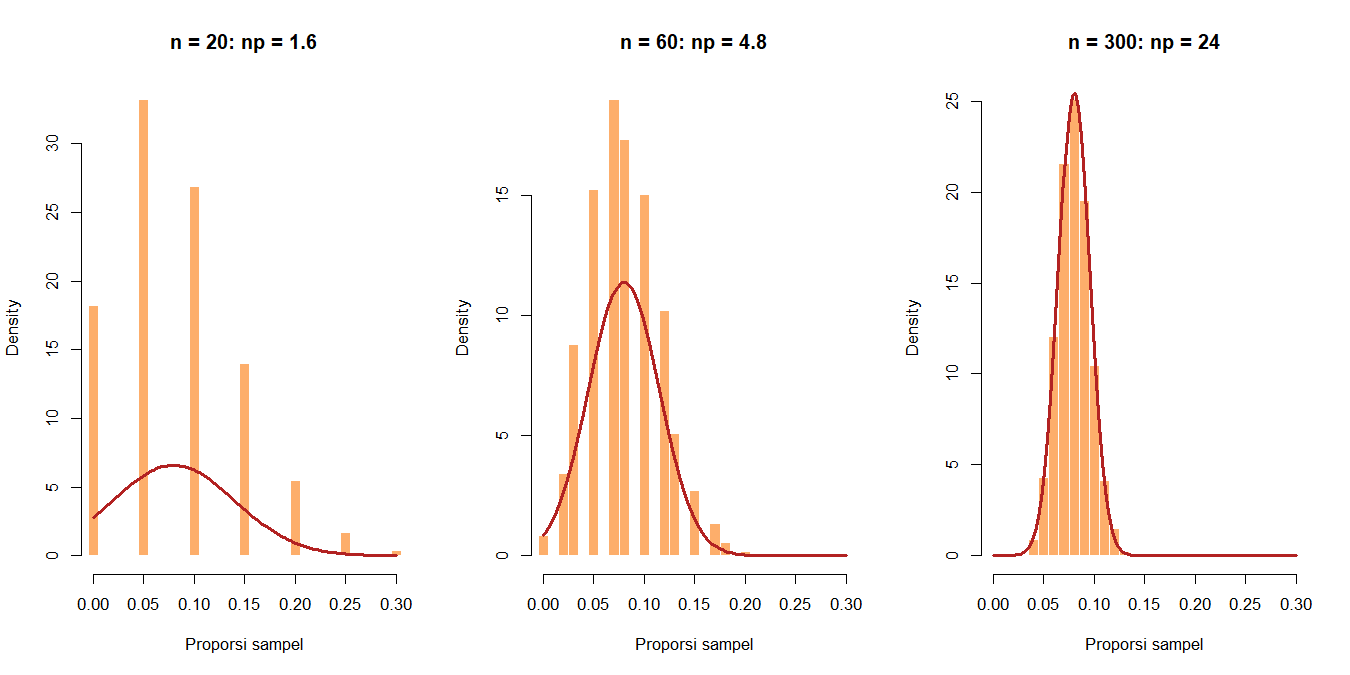 n = 20: np = 1.6
Density
0 5 10 15 20 25 30
0.00 0.05 0.10 0.15 0.20 0.25 0.30
Proporsi sampel
n = 60: np = 4.8
Density
0 5 10 15
0.00 0.05 0.10 0.15 0.20 0.25 0.30
Proporsi sampel
n = 300: np = 24
Density
0 5 10 15 20 25
0.00 0.05 0.10 0.15 0.20 0.25 0.30
Proporsi sampel